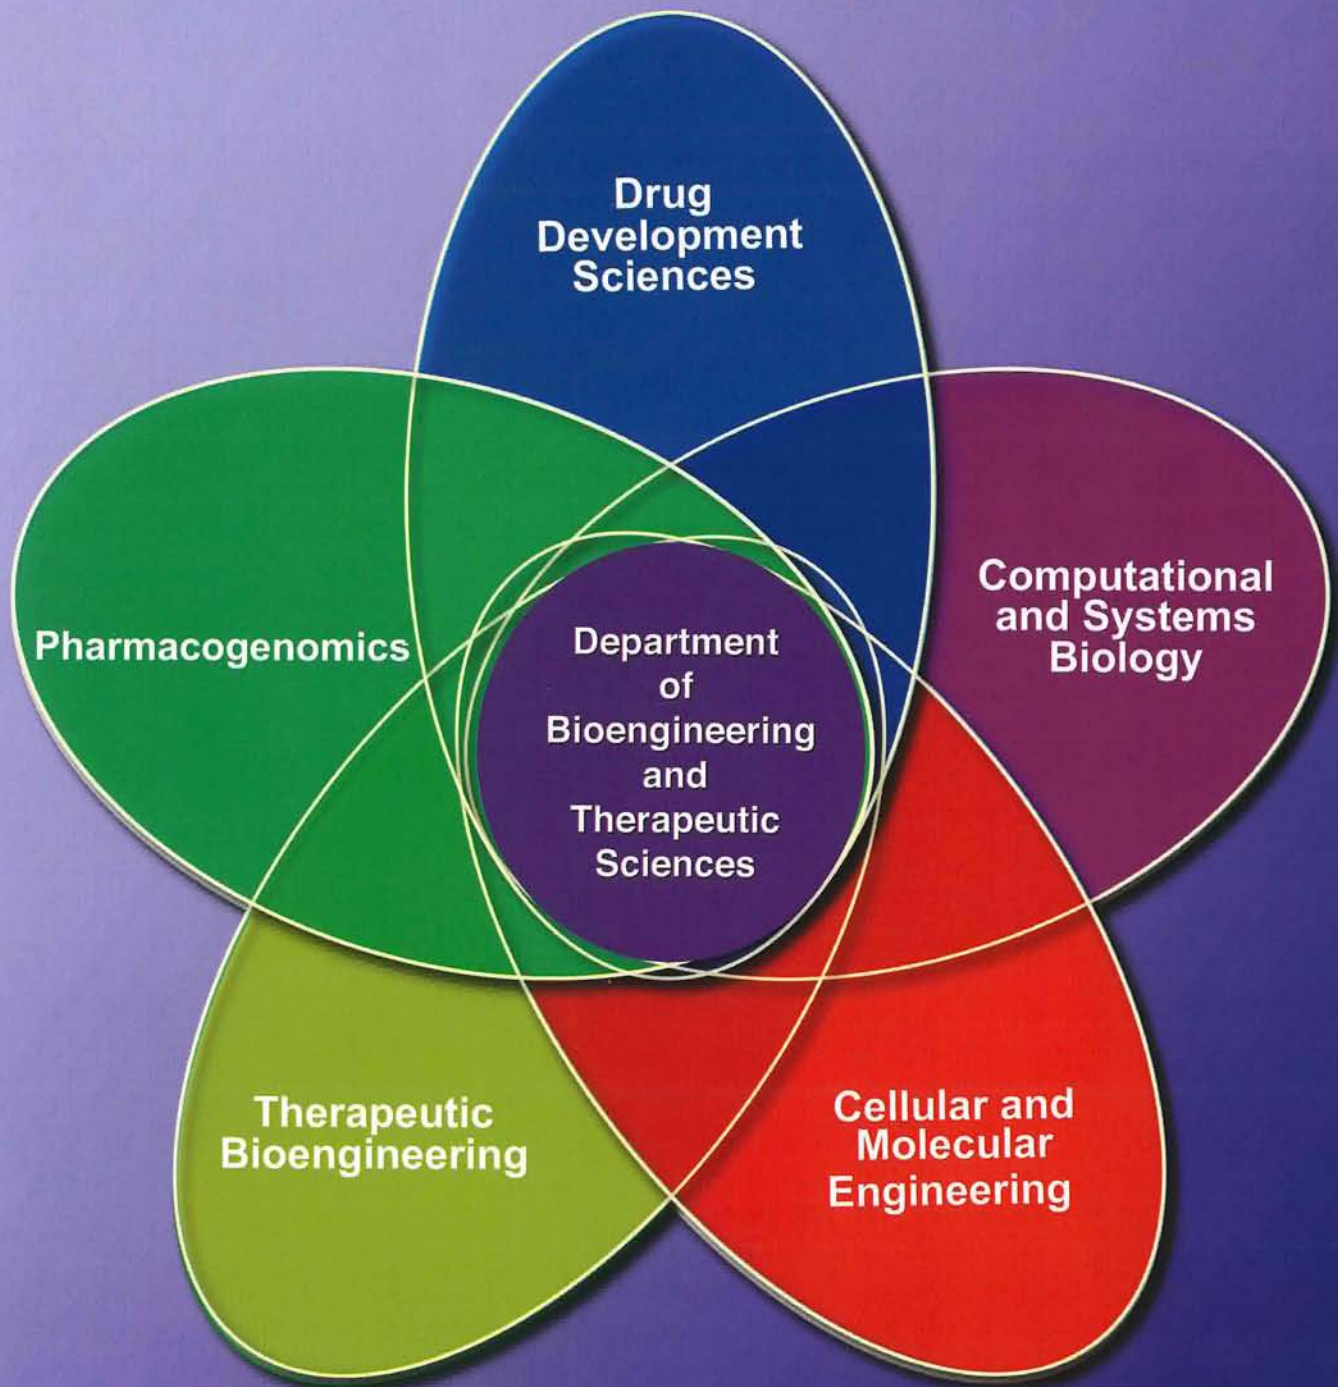 Drug
Development
Sciences
Computational
and Systems
Biology
Pharmacogenomics
Department
of
Bioengineering
and
Therapeutic
Sciences
Therapeutic
Bioengineering
Cellular and
Molecular
Engineering